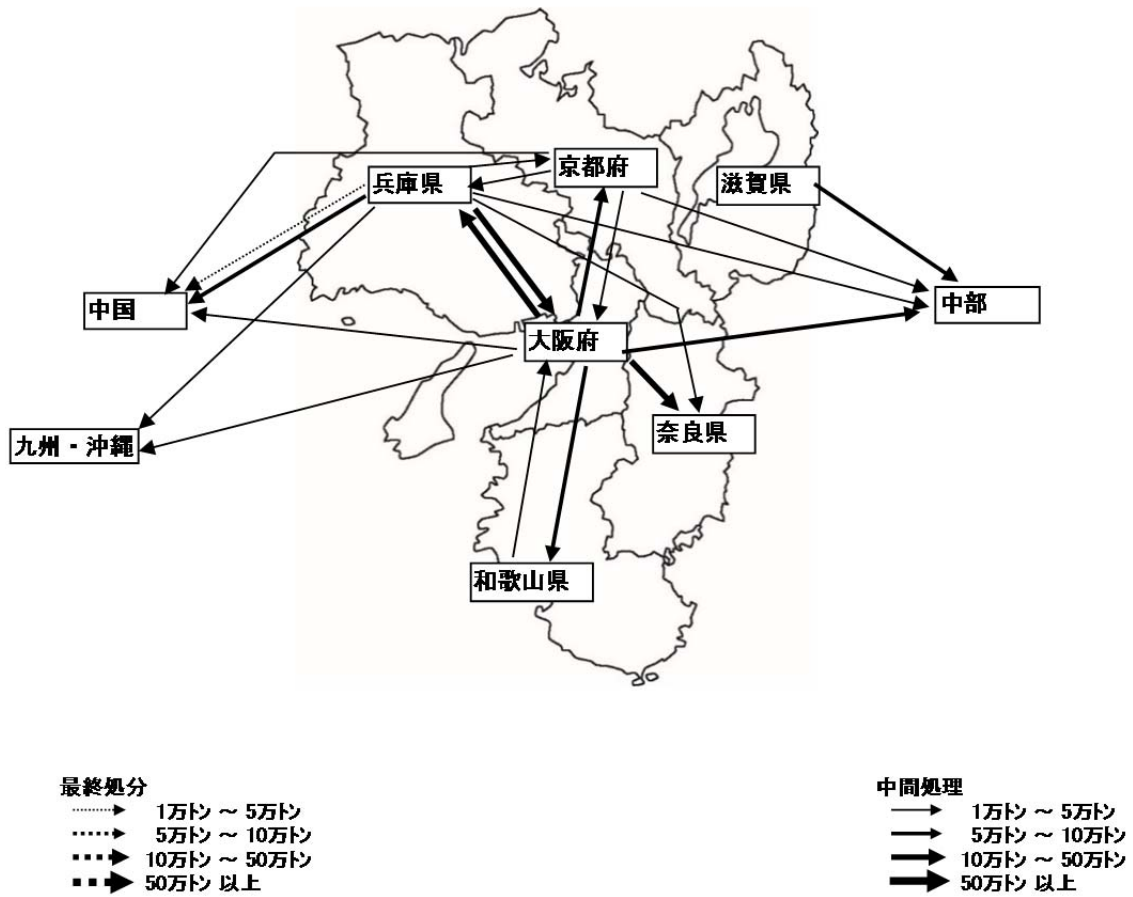 京都府
兵庫県
滋賀県
中国
中部
大阪府
九州・沖縄
奈良県
和歌山県
最終処分
1万トン ～ 5万トン
5万トン ～ 10万トン
10万トン ～ 50万トン
50万トン 以上
中間処理
1万トン ～ 5万トン
5万トン ～ 10万トン
10万トン ～ 50万トン
50万トン 以上